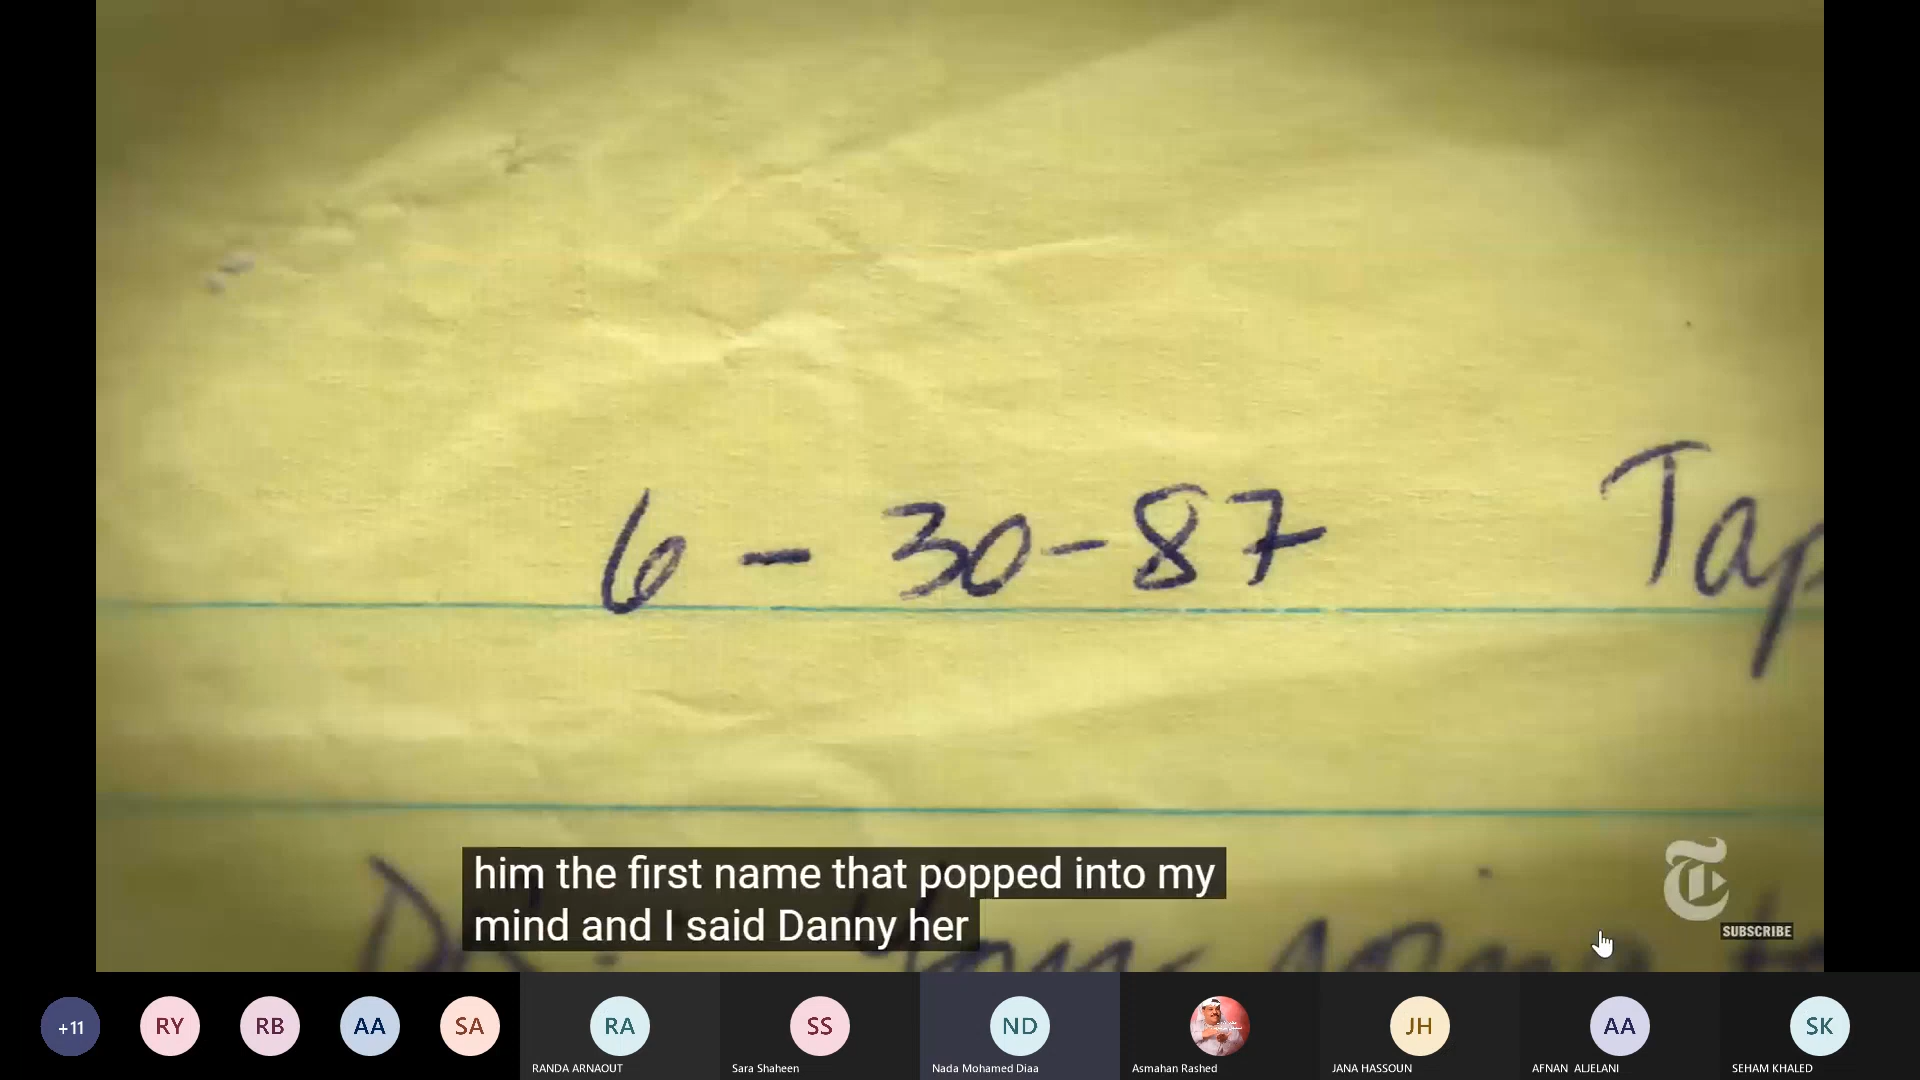 6 - 30-87 Tap
him the first name that popped into my
mind and I said Danny her
SUBSCRIBE
+11 RY RB AA SA RA SS ND JH AA SK
RANDA ARNAOUT Sara Shaheen Nada Mohamed Diaa Asmahan Rashed JANA HASSOUN AFNAN ALJELANI SEHAM KHALED